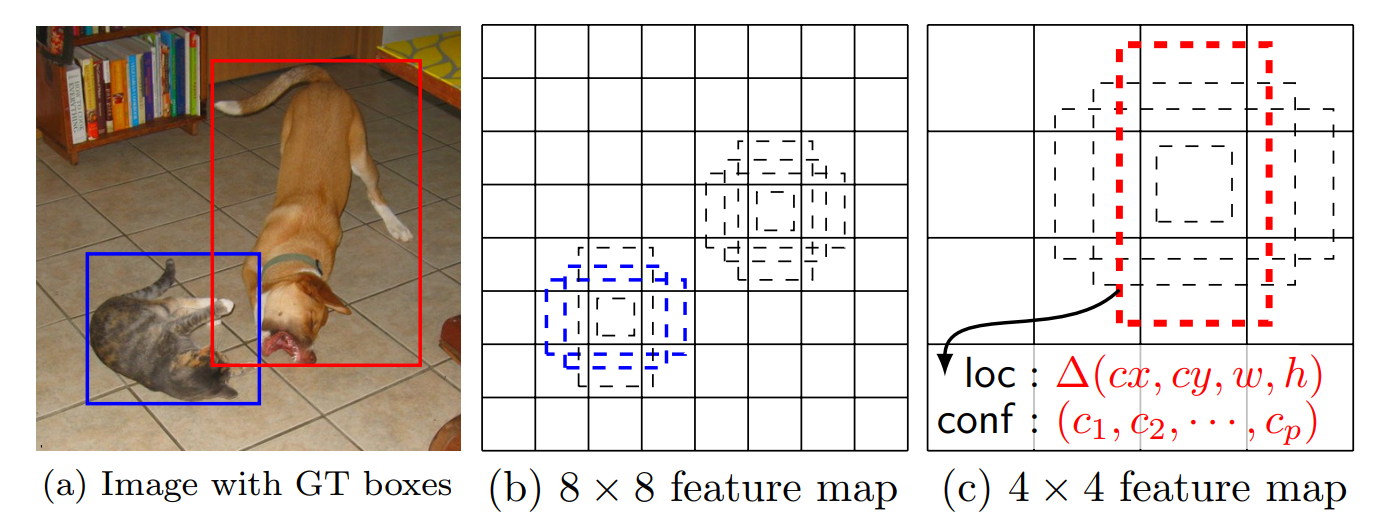 loc : Δ(cx, cy, w, h)
conf : (c₁, c₂, ⋯, cₚ)
(a) Image with GT boxes
(b) 8 × 8 feature map
(c) 4 × 4 feature map